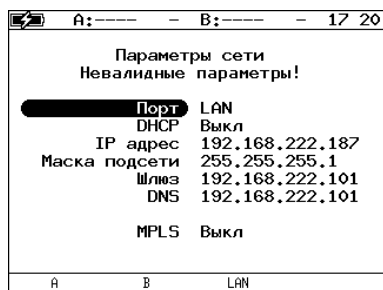 A:---- – B:---- – 17 20
Параметры сети
Невалидные параметры!
Порт LAN
DHCP Выкл
IP адрес 192.168.222.187
Маска подсети 255.255.255.1
Шлюз 192.168.222.101
DNS 192.168.222.101
MPLS Выкл
A B LAN